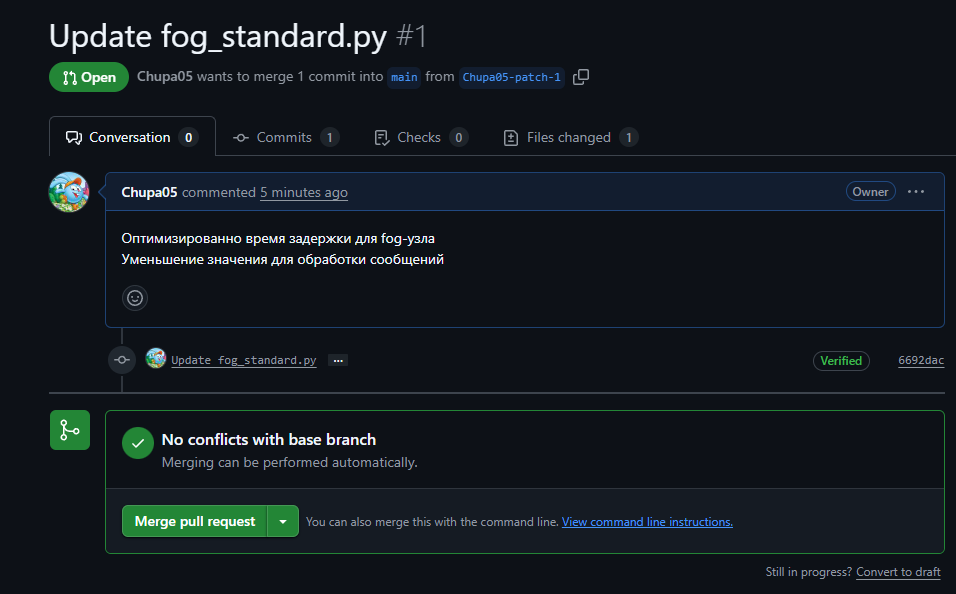 Update fog_standard.py #1
Open Chupa05 wants to merge 1 commit into main from Chupa05-patch-1
Conversation 0 Commits 1 Checks 0 Files changed 1
Chupa05 commented 5 minutes ago Owner ...
Оптимизированно время задержки для fog-узла
Уменьшение значения для обработки сообщений
Update fog_standard.py ... Verified 6692dac
No conflicts with base branch
Merging can be performed automatically.
Merge pull request You can also merge this with the command line. View command line instructions.
Still in progress? Convert to draft